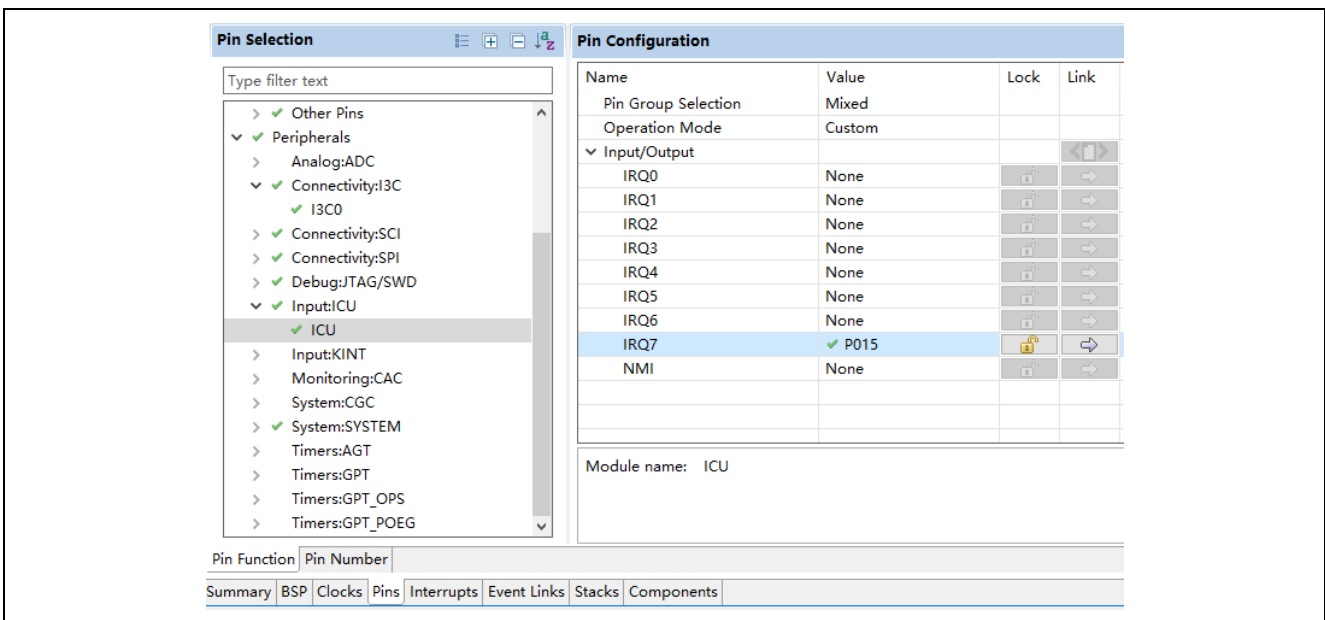 Pin Selection
Type filter text
Other Pins
Peripherals
Analog:ADC
Connectivity:I3C
I3C0
Connectivity:SCI
Connectivity:SPI
Debug:JTAG/SWD
Input:ICU
ICU
Input:KINT
Monitoring:CAC
System:CGC
System:SYSTEM
Timers:AGT
Timers:GPT
Timers:GPT_OPS
Timers:GPT_POEG
Pin Configuration
Name Value Lock Link
Pin Group Selection Mixed
Operation Mode Custom
Input/Output
IRQ0 None
IRQ1 None
IRQ2 None
IRQ3 None
IRQ4 None
IRQ5 None
IRQ6 None
IRQ7 P015
NMI None
Module name: ICU
Pin Function Pin Number
Summary BSP Clocks Pins Interrupts Event Links Stacks Components